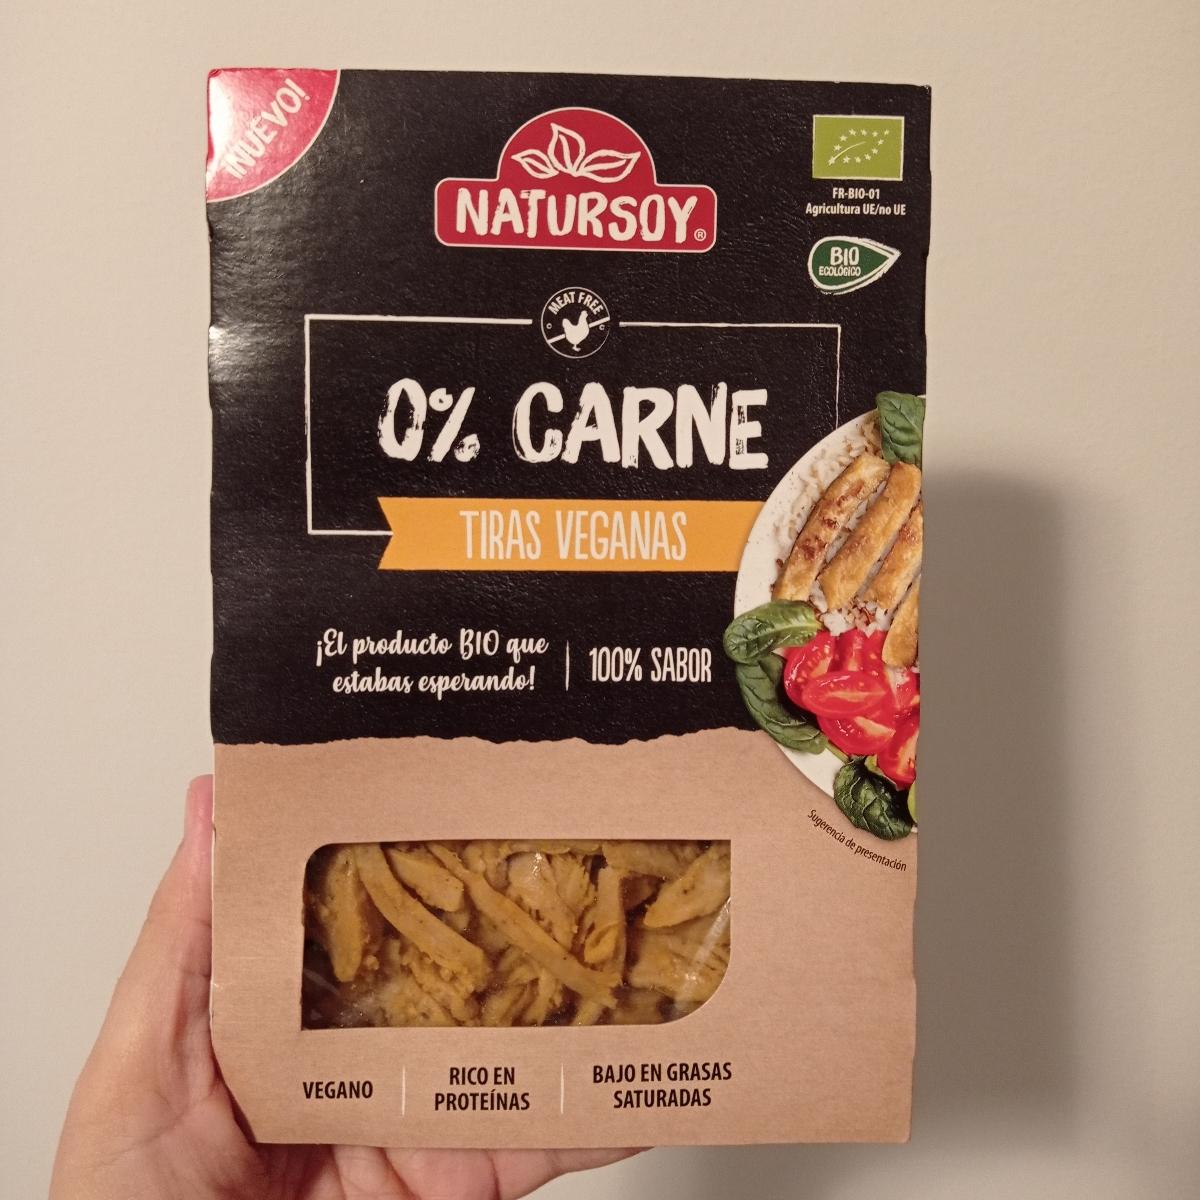 ¡NUEVO!
NATURSOY®
FR-BIO-01
Agricultura UE/no UE
BIO
ECOLÓGICO
MEAT FREE
0% CARNE
TIRAS VEGANAS
¡El producto BIO que
estabas esperando!
100% SABOR
Sugerencia de presentación
VEGANO
RICO EN
PROTEÍNAS
BAJO EN GRASAS
SATURADAS